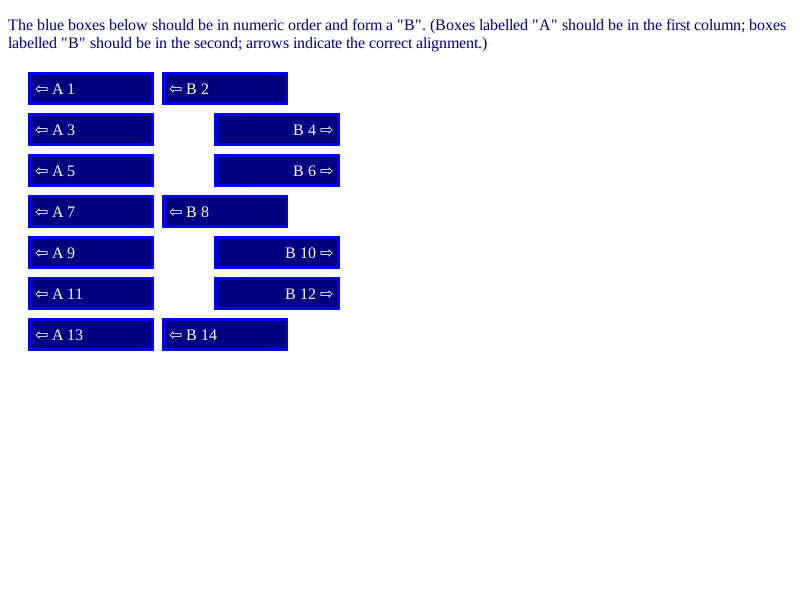 The blue boxes below should be in numeric order and form a "B". (Boxes labelled "A" should be in the first column; boxes
labelled "B" should be in the second; arrows indicate the correct alignment.)
⇦ A 1 ⇦ B 2
⇦ A 3 B 4 ⇨
⇦ A 5 B 6 ⇨
⇦ A 7 ⇦ B 8
⇦ A 9 B 10 ⇨
⇦ A 11 B 12 ⇨
⇦ A 13 ⇦ B 14